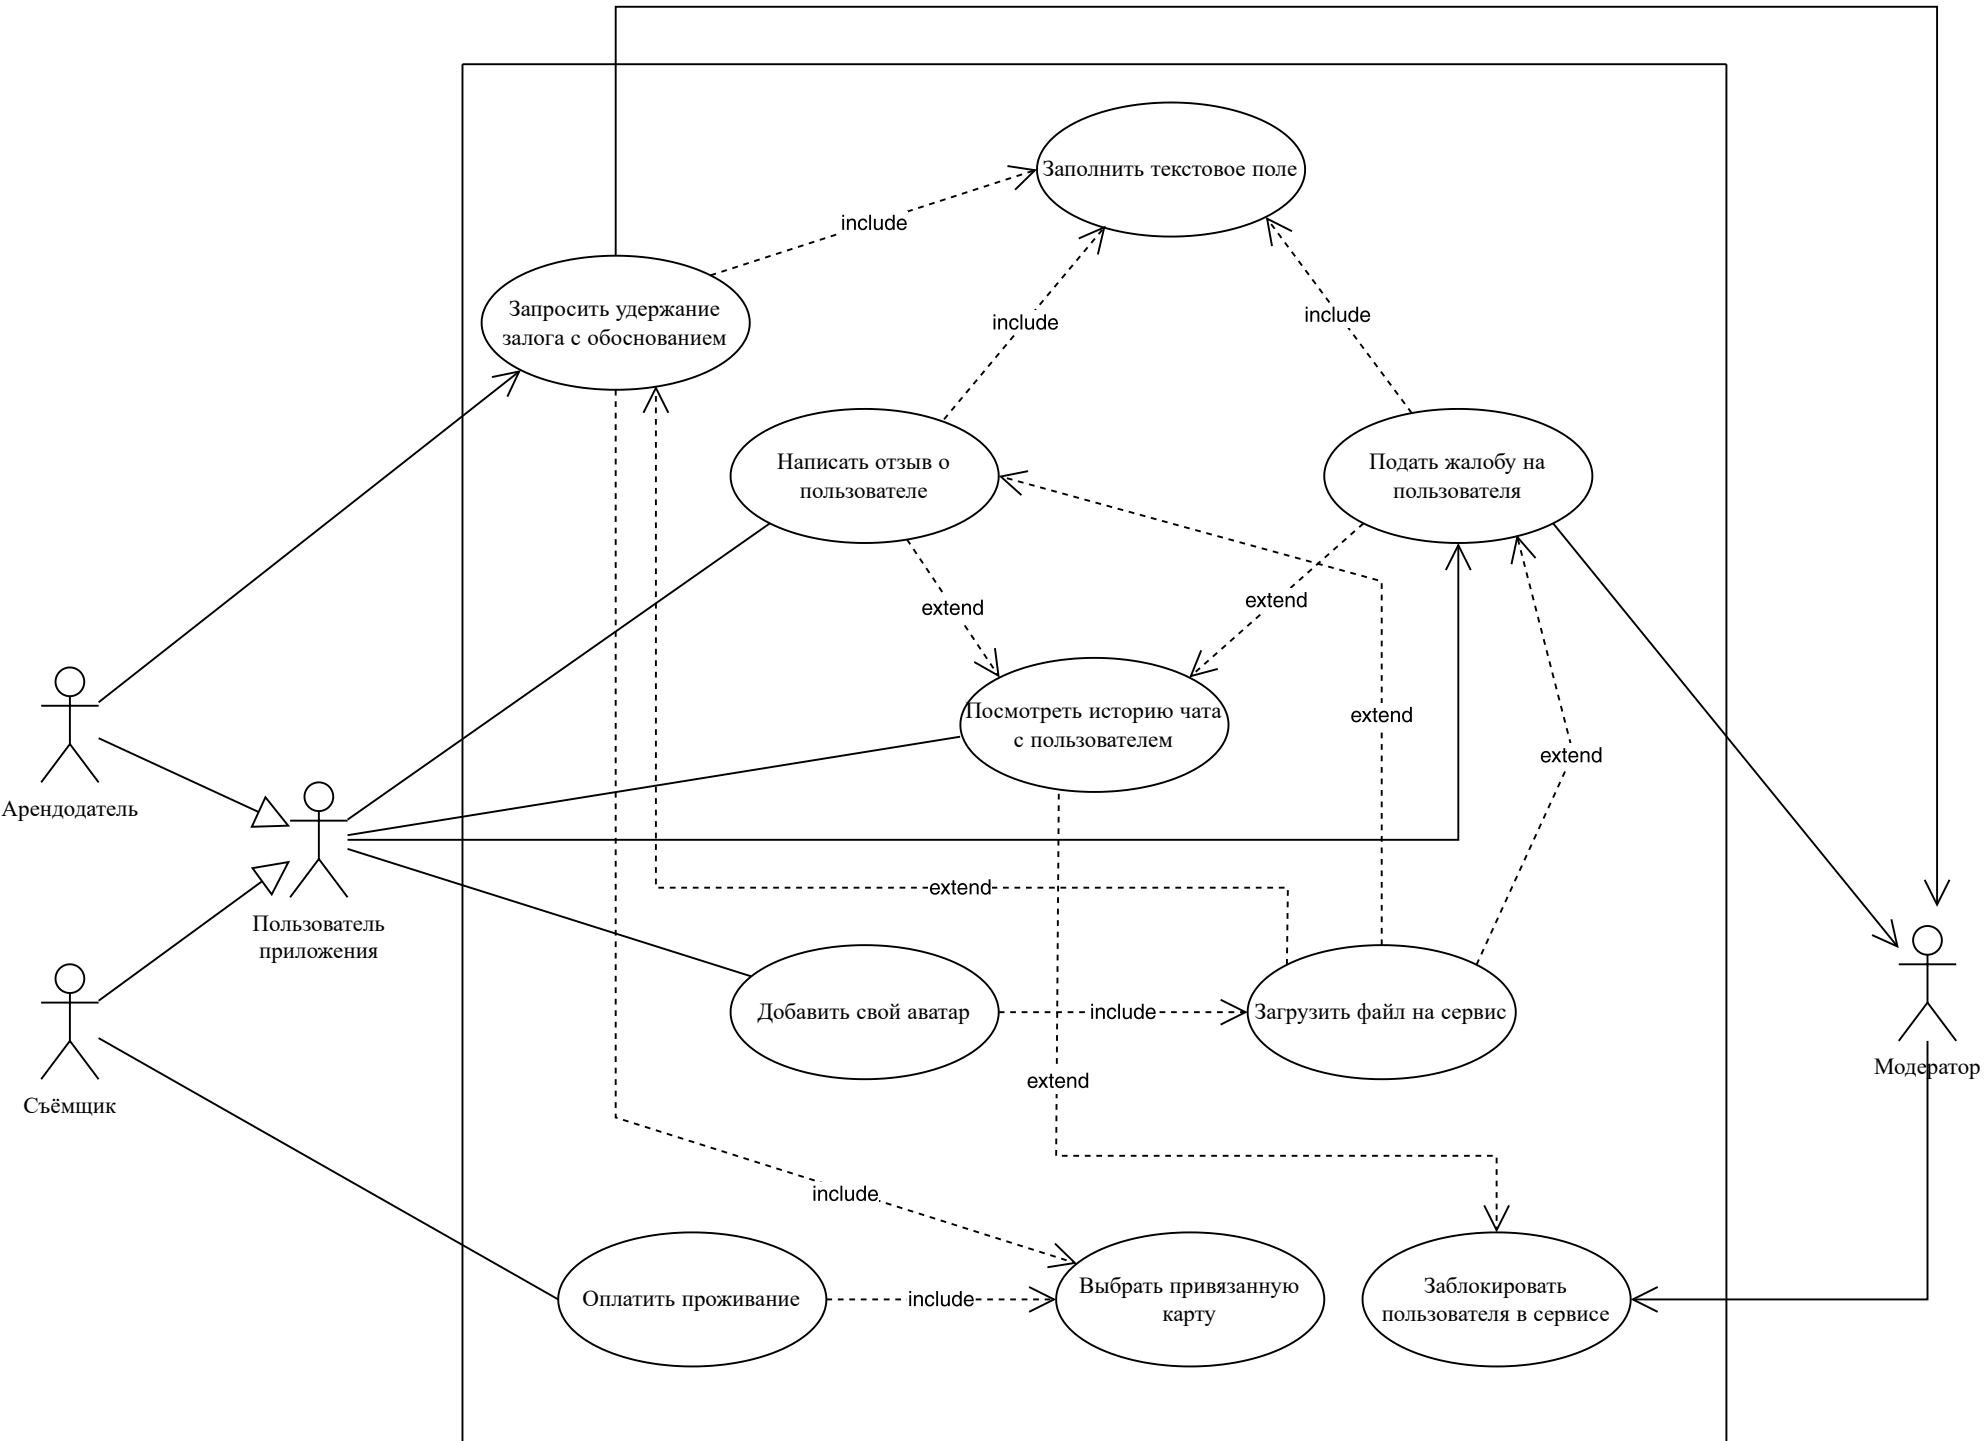 Заполнить текстовое поле
include
Запросить удержание
залога с обоснованием
include
include
Написать отзыв о
пользователе
Подать жалобу на
пользователя
extend
extend
Посмотреть историю чата
с пользователем
extend
extend
Арендодатель
Пользователь
приложения
extend
Добавить свой аватар
include
Загрузить файл на сервис
Модератор
extend
Съёмщик
include
Оплатить проживание
include
Выбрать привязанную
карту
Заблокировать
пользователя в сервисе